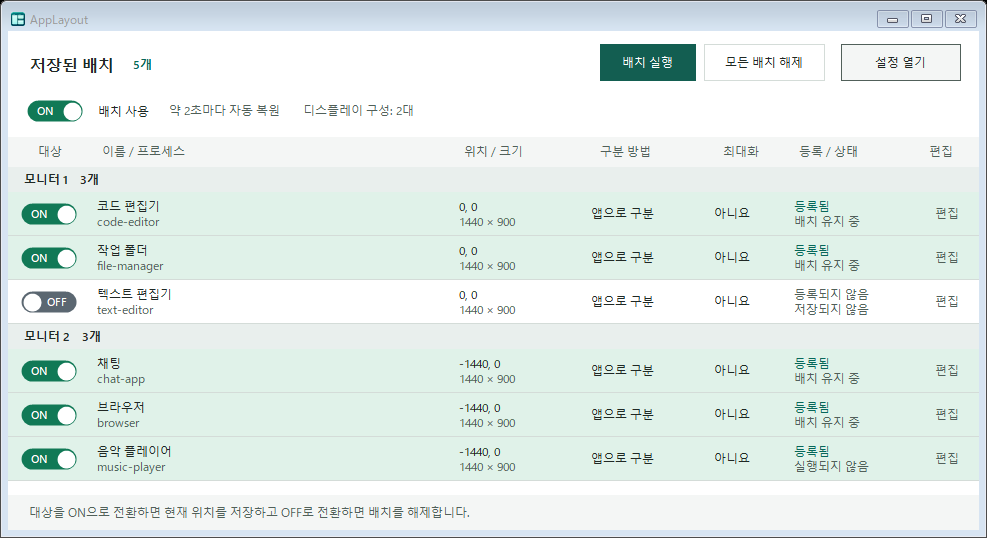 AppLayout
저장된 배치 5개
배치 실행
모든 배치 해제
설정 열기
ON 배치 사용 약 2초마다 자동 복원 디스플레이 구성: 2대
대상 이름 / 프로세스 위치 / 크기 구분 방법 최대화 등록 / 상태 편집
모니터 1 3개
ON 코드 편집기 0, 0 앱으로 구분 아니요 등록됨 편집
code-editor 1440 × 900 배치 유지 중
ON 작업 폴더 0, 0 앱으로 구분 아니요 등록됨 편집
file-manager 1440 × 900 배치 유지 중
OFF 텍스트 편집기 0, 0 앱으로 구분 아니요 등록되지 않음 편집
text-editor 1440 × 900 저장되지 않음
모니터 2 3개
ON 채팅 -1440, 0 앱으로 구분 아니요 등록됨 편집
chat-app 1440 × 900 배치 유지 중
ON 브라우저 -1440, 0 앱으로 구분 아니요 등록됨 편집
browser 1440 × 900 배치 유지 중
ON 음악 플레이어 -1440, 0 앱으로 구분 아니요 등록됨 편집
music-player 1440 × 900 실행되지 않음
대상을 ON으로 전환하면 현재 위치를 저장하고 OFF로 전환하면 배치를 해제합니다.